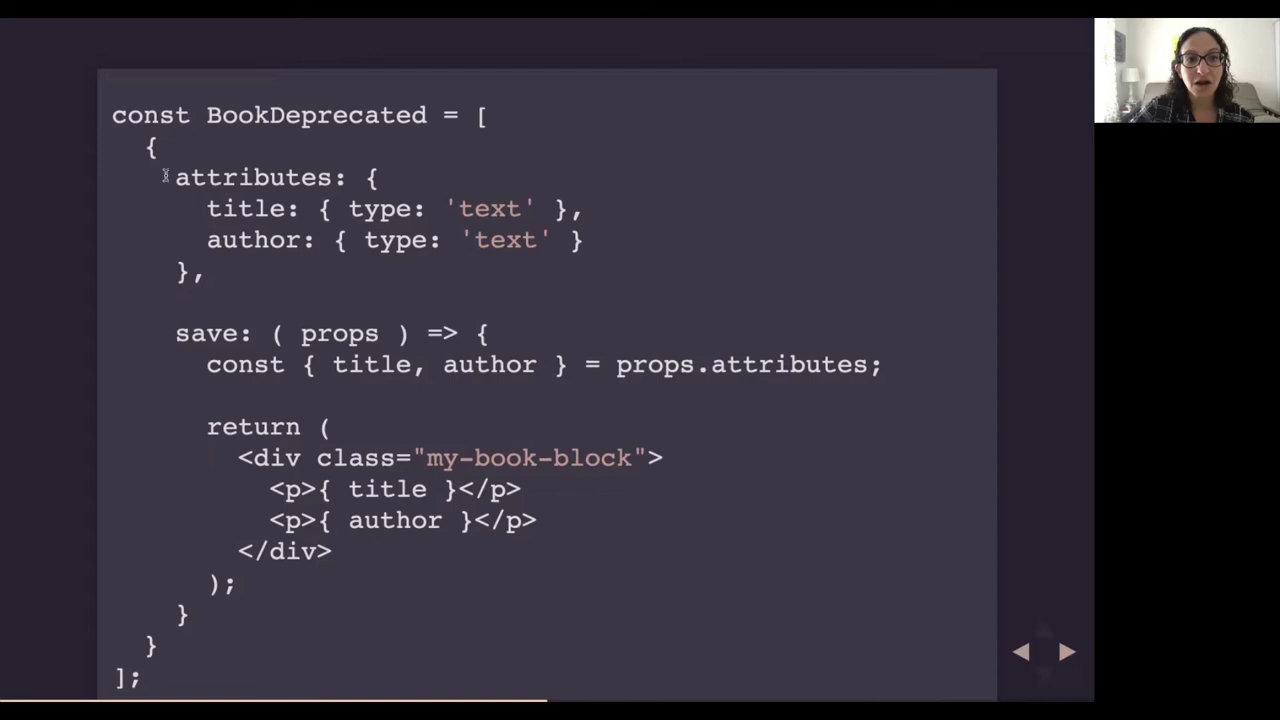 const BookDeprecated = [
{
attributes: {
title: { type: 'text' },
author: { type: 'text' }
},
save: ( props ) => {
const { title, author } = props.attributes;
return (
<div class="my-book-block">
<p>{ title }</p>
<p>{ author }</p>
</div>
);
}
}
];